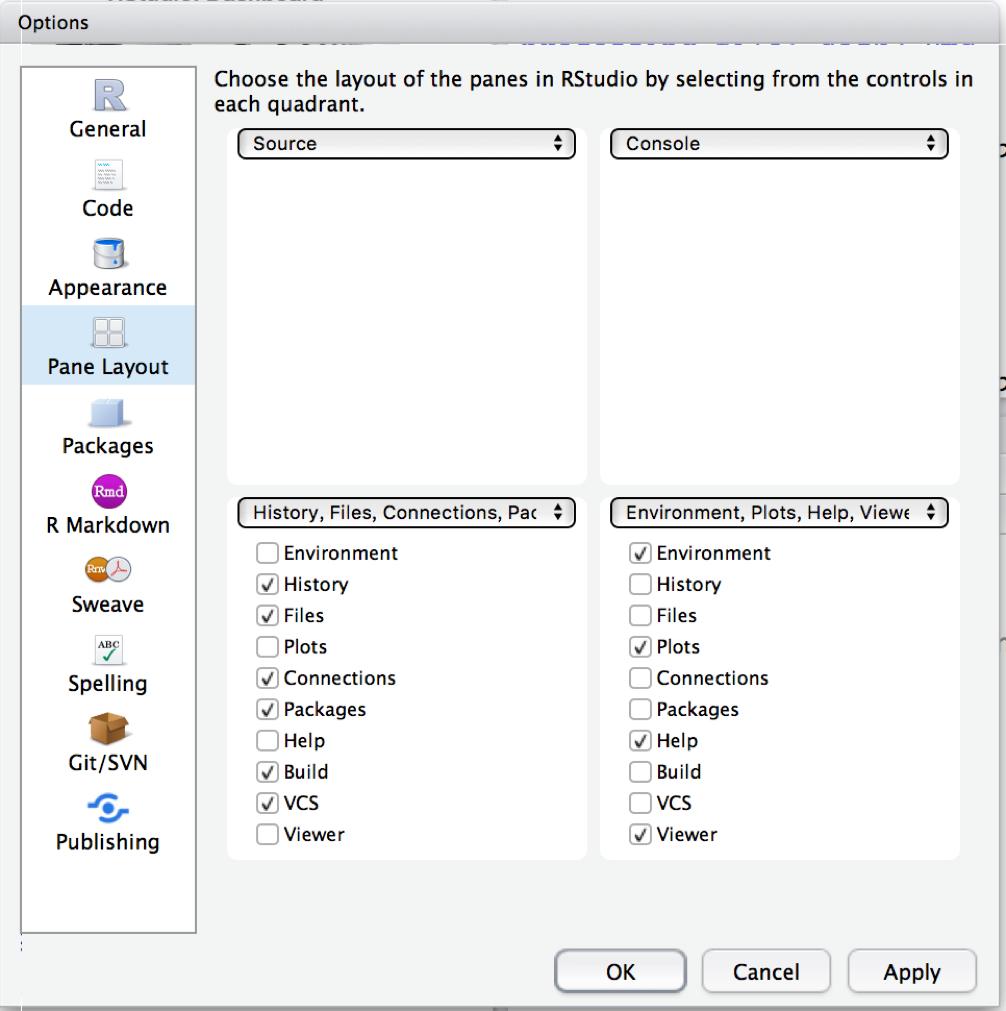 Options
Choose the layout of the panes in RStudio by selecting from the controls in
each quadrant.
General
Code
Appearance
Pane Layout
Packages
Rmd
R Markdown
Rnw
Sweave
ABC
Spelling
Git/SVN
Publishing
Source
Console
History, Files, Connections, Pac
Environment
History
Files
Plots
Connections
Packages
Help
Build
VCS
Viewer
Environment, Plots, Help, Viewe
Environment
History
Files
Plots
Connections
Packages
Help
Build
VCS
Viewer
OK
Cancel
Apply